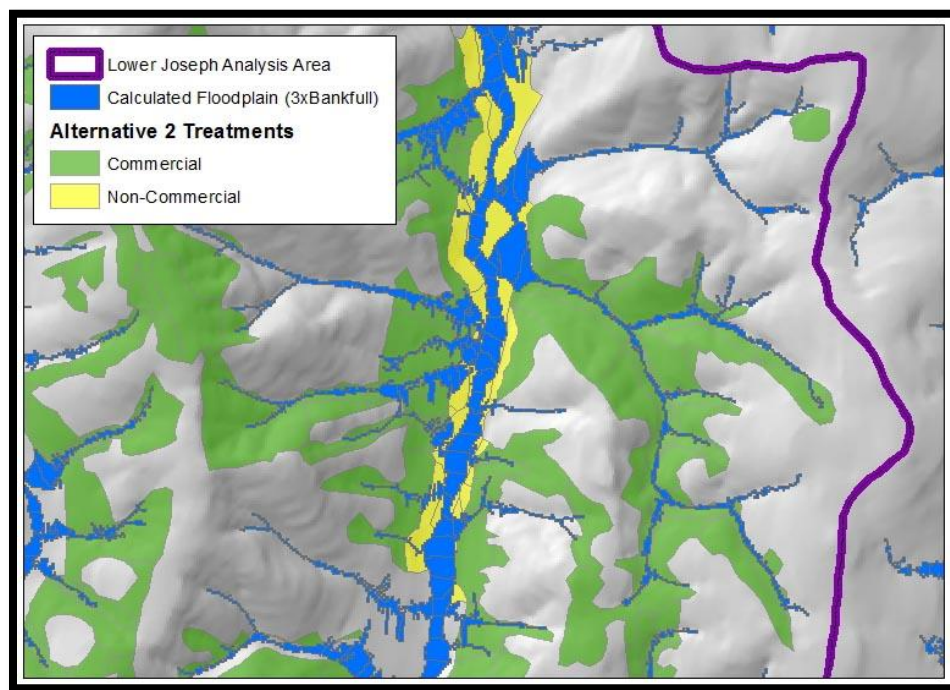 Lower Joseph Analysis Area
Calculated Floodplain (3xBankfull)
Alternative 2 Treatments
Commercial
Non-Commercial